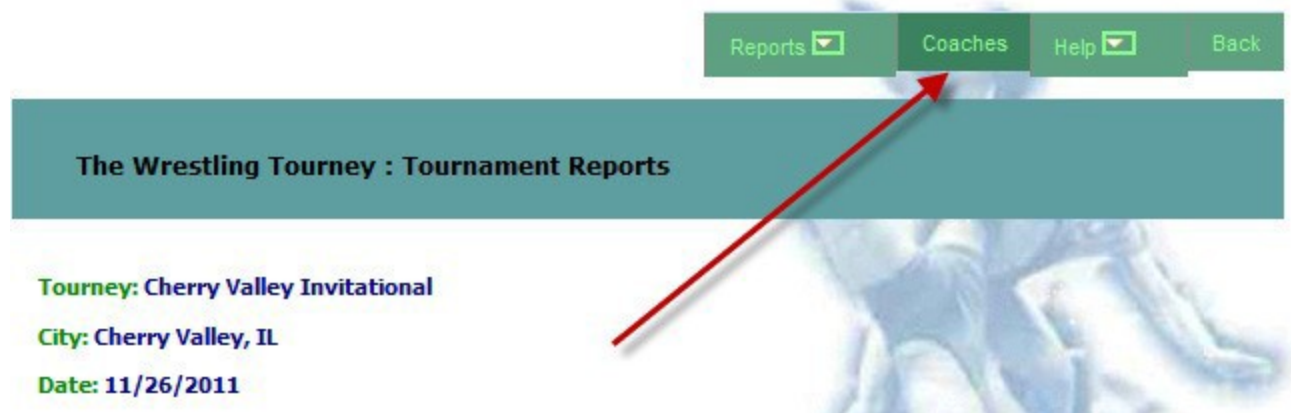 Reports Coaches Help Back
The Wrestling Tourney : Tournament Reports
Tourney: Cherry Valley Invitational
City: Cherry Valley, IL
Date: 11/26/2011